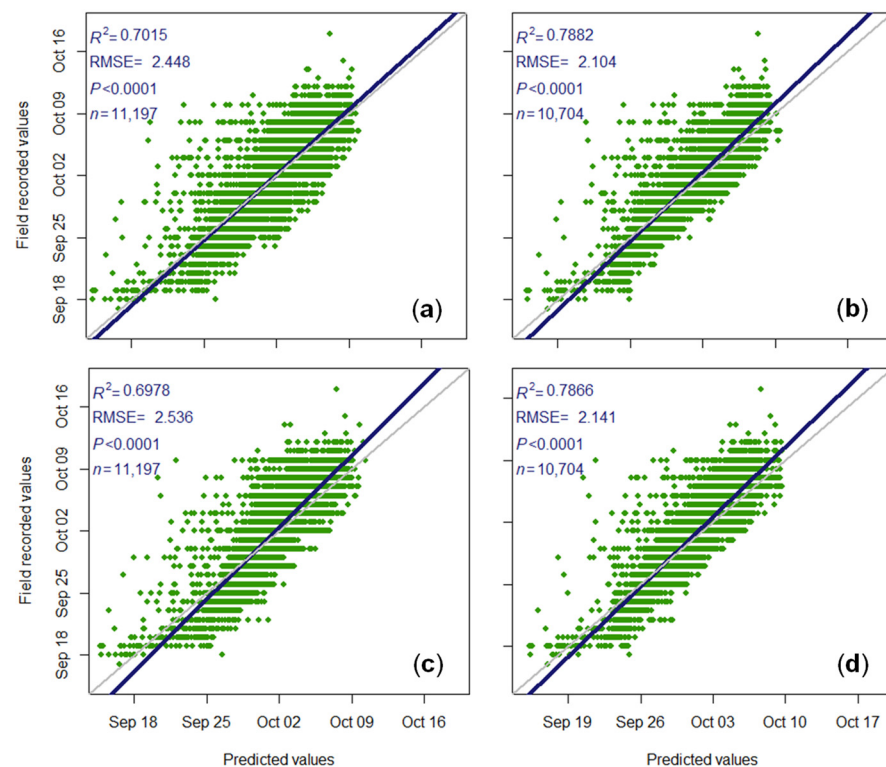 R²= 0.7015
RMSE= 2.448
P<0.0001
n=11,197
(a)
Field recorded values
Oct 16
Oct 09
Oct 02
Sep 25
Sep 18
R²= 0.7882
RMSE= 2.104
P<0.0001
n=10,704
(b)
R²= 0.6978
RMSE= 2.536
P<0.0001
n=11,197
(c)
Field recorded values
Oct 16
Oct 09
Oct 02
Sep 25
Sep 18
Sep 18 Sep 25 Oct 02 Oct 09 Oct 16
Predicted values
R²= 0.7866
RMSE= 2.141
P<0.0001
n=10,704
(d)
Sep 19 Sep 26 Oct 03 Oct 10 Oct 17
Predicted values